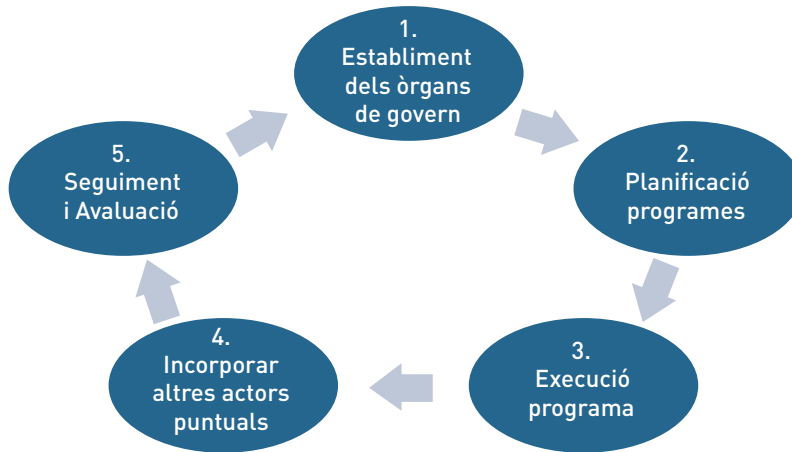 1.
Establiment
dels òrgans
de govern
2.
Planificació
programes
3.
Execució
programa
4.
Incorporar
altres actors
puntuals
5.
Seguiment
i Avaluació